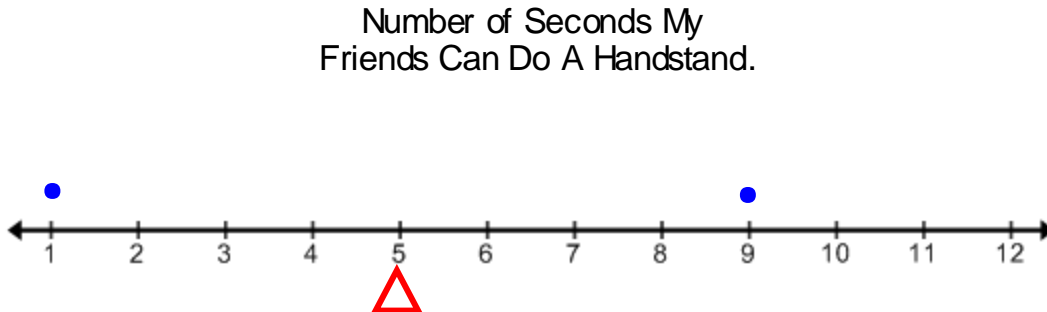 Number of Seconds My
Friends Can Do A Handstand.
1 2 3 4 5 6 7 8 9 10 11 12